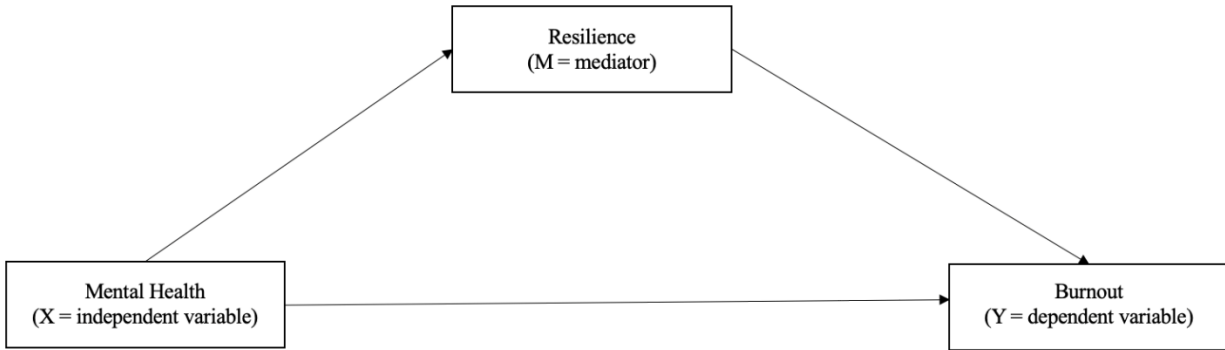 Resilience
(M = mediator)
Mental Health
(X = independent variable)
Burnout
(Y = dependent variable)